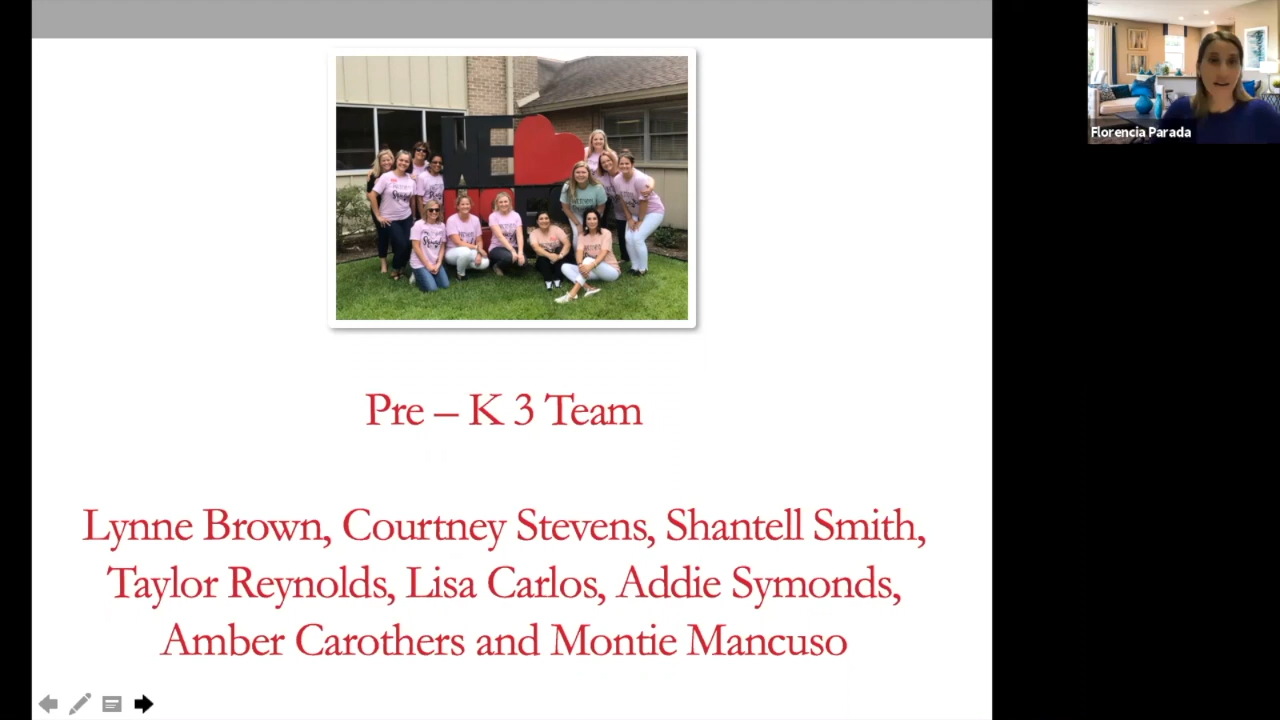 WE
Florencia Parada
Pre – K 3 Team
Lynne Brown, Courtney Stevens, Shantell Smith,
Taylor Reynolds, Lisa Carlos, Addie Symonds,
Amber Carothers and Montie Mancuso